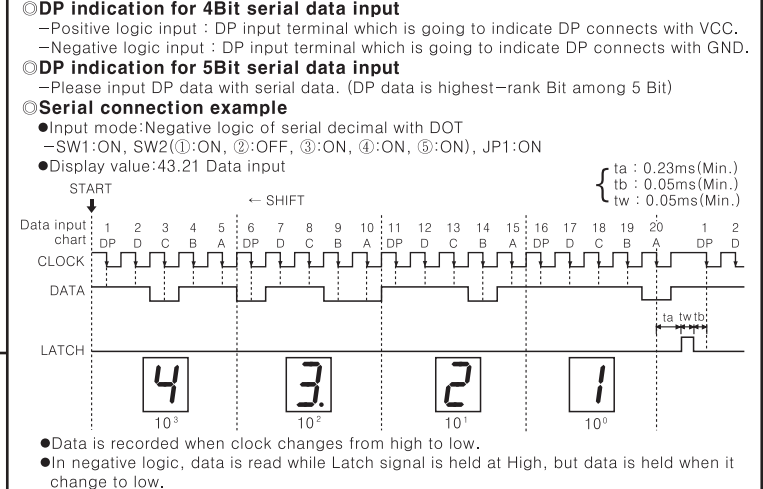 ◎DP indication for 4Bit serial data input
−Positive logic input : DP input terminal which is going to indicate DP connects with VCC.
−Negative logic input : DP input terminal which is going to indicate DP connects with GND.
◎DP indication for 5Bit serial data input
−Please input DP data with serial data. (DP data is highest−rank Bit among 5 Bit)
◎Serial connection example
●Input mode:Negative logic of serial decimal with DOT
−SW1:ON, SW2(①:ON, ②:OFF, ③:ON, ④:ON, ⑤:ON), JP1:ON
●Display value:43.21 Data input
ta : 0.23ms(Min.)
tb : 0.05ms(Min.)
tw : 0.05ms(Min.)
START
← SHIFT
Data input chart
1 2 3 4 5 6 7 8 9 10 11 12 13 14 15 16 17 18 19 20 1 2
DP D C B A DP D C B A DP D C B A DP D C B A DP D
CLOCK
DATA
ta tw tb
LATCH
4 3. 2 1
10³ 10² 10¹ 10⁰
●Data is recorded when clock changes from high to low.
●In negative logic, data is read while Latch signal is held at High, but data is held when it
change to low.